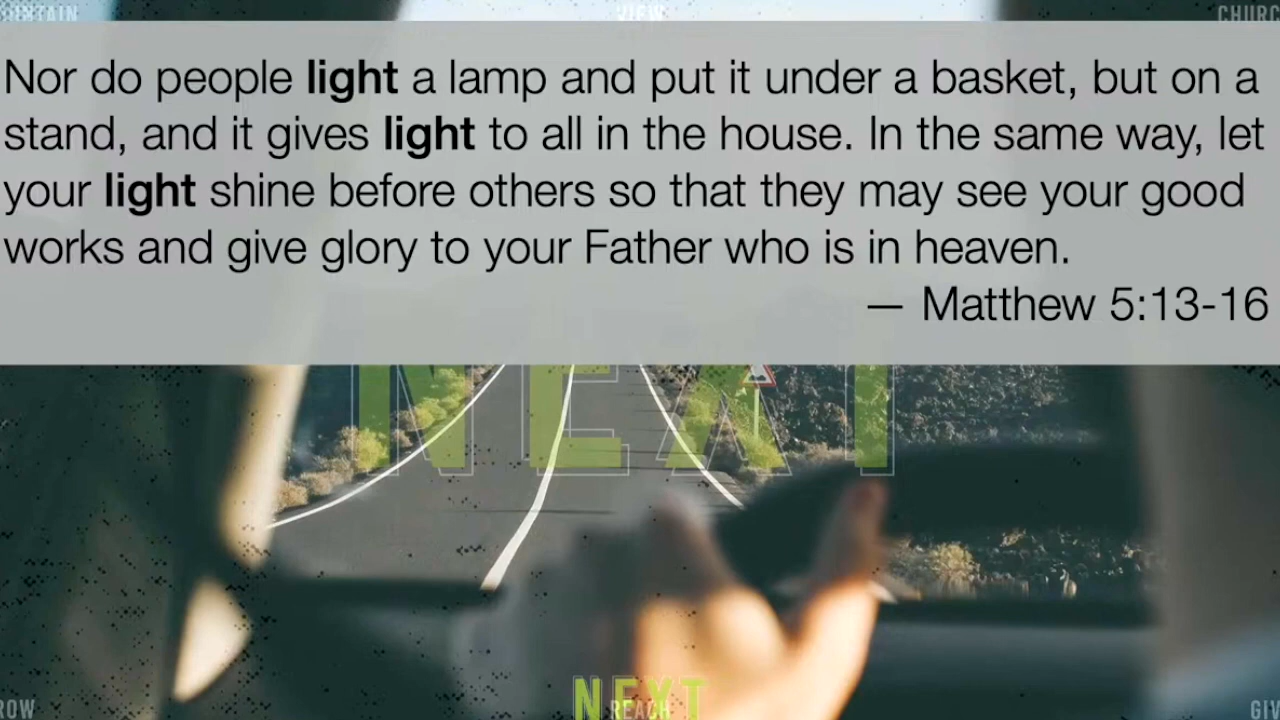 VIEW
Nor do people light a lamp and put it under a basket, but on a
stand, and it gives light to all in the house. In the same way, let
your light shine before others so that they may see your good
works and give glory to your Father who is in heaven.
— Matthew 5:13-16
NEXT
NEXT
REACH